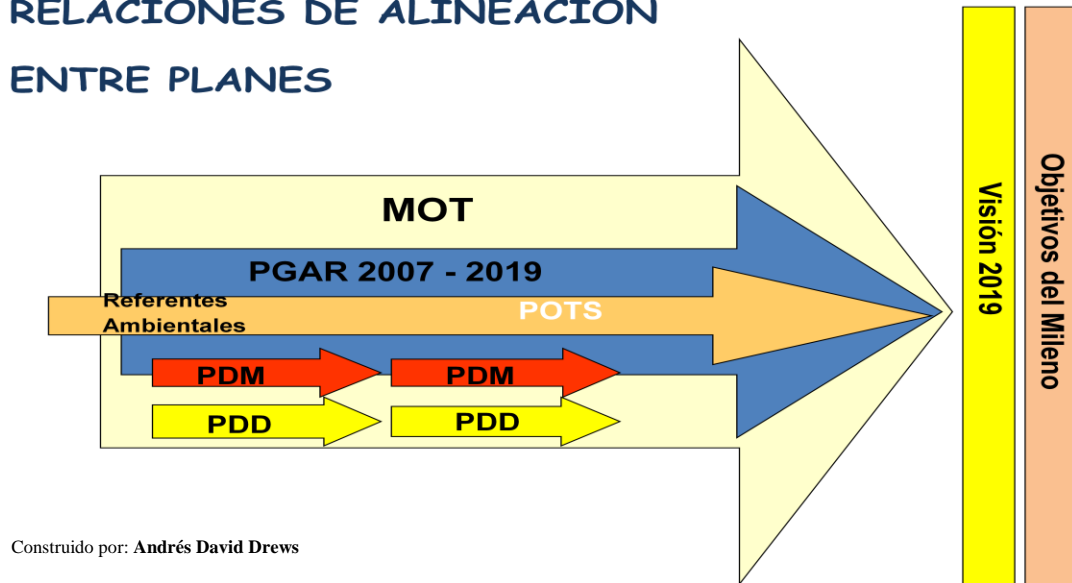 RELACIONES DE ALINEACIÓN
ENTRE PLANES
MOT
PGAR 2007 - 2019
Referentes
Ambientales
POTS
PDM
PDM
PDD
PDD
Visión 2019
Objetivos del Mileno
Construido por: Andrés David Drews